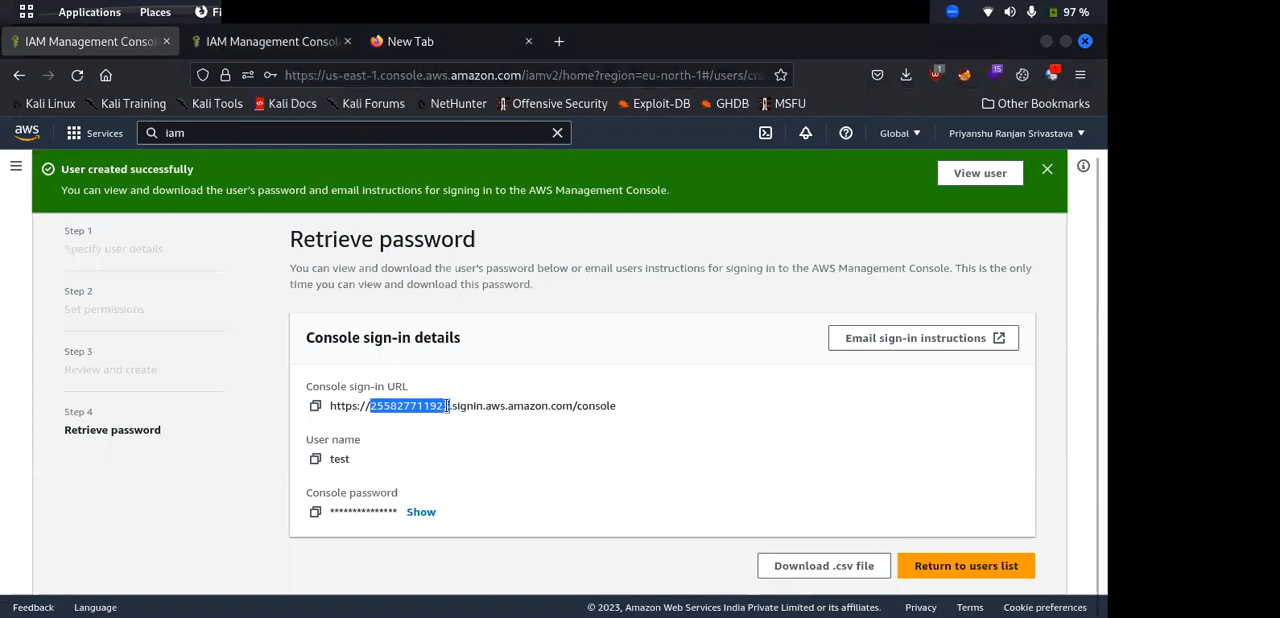 Applications Places Fi 97 %
IAM Management Conso IAM Management Consol New Tab
https://us-east-1.console.aws.amazon.com/iamv2/home?region=eu-north-1#/users/cre
Kali Linux Kali Training Kali Tools Kali Docs Kali Forums NetHunter Offensive Security Exploit-DB GHDB MSFU Other Bookmarks
aws Services iam Global Priyanshu Ranjan Srivastava
User created successfully
You can view and download the user's password and email instructions for signing in to the AWS Management Console.
View user
Step 1
Specify user details
Step 2
Set permissions
Step 3
Review and create
Step 4
Retrieve password
Retrieve password
You can view and download the user's password below or email users instructions for signing in to the AWS Management Console. This is the only
time you can view and download this password.
Console sign-in details
Email sign-in instructions
Console sign-in URL
.signin.aws.amazon.com/console
User name
test
Console password
*************** Show
Download .csv file Return to users list
Feedback Language © 2023, Amazon Web Services India Private Limited or its affiliates. Privacy Terms Cookie preferences